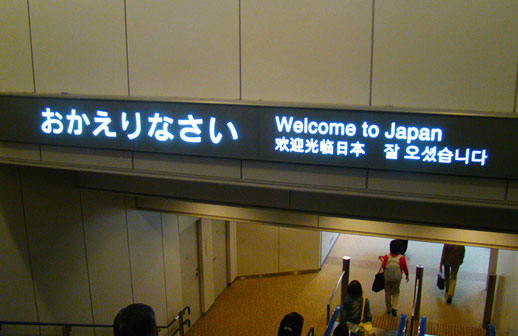 おかえりなさい
Welcome to Japan
欢迎光临日本 잘 오셨습니다